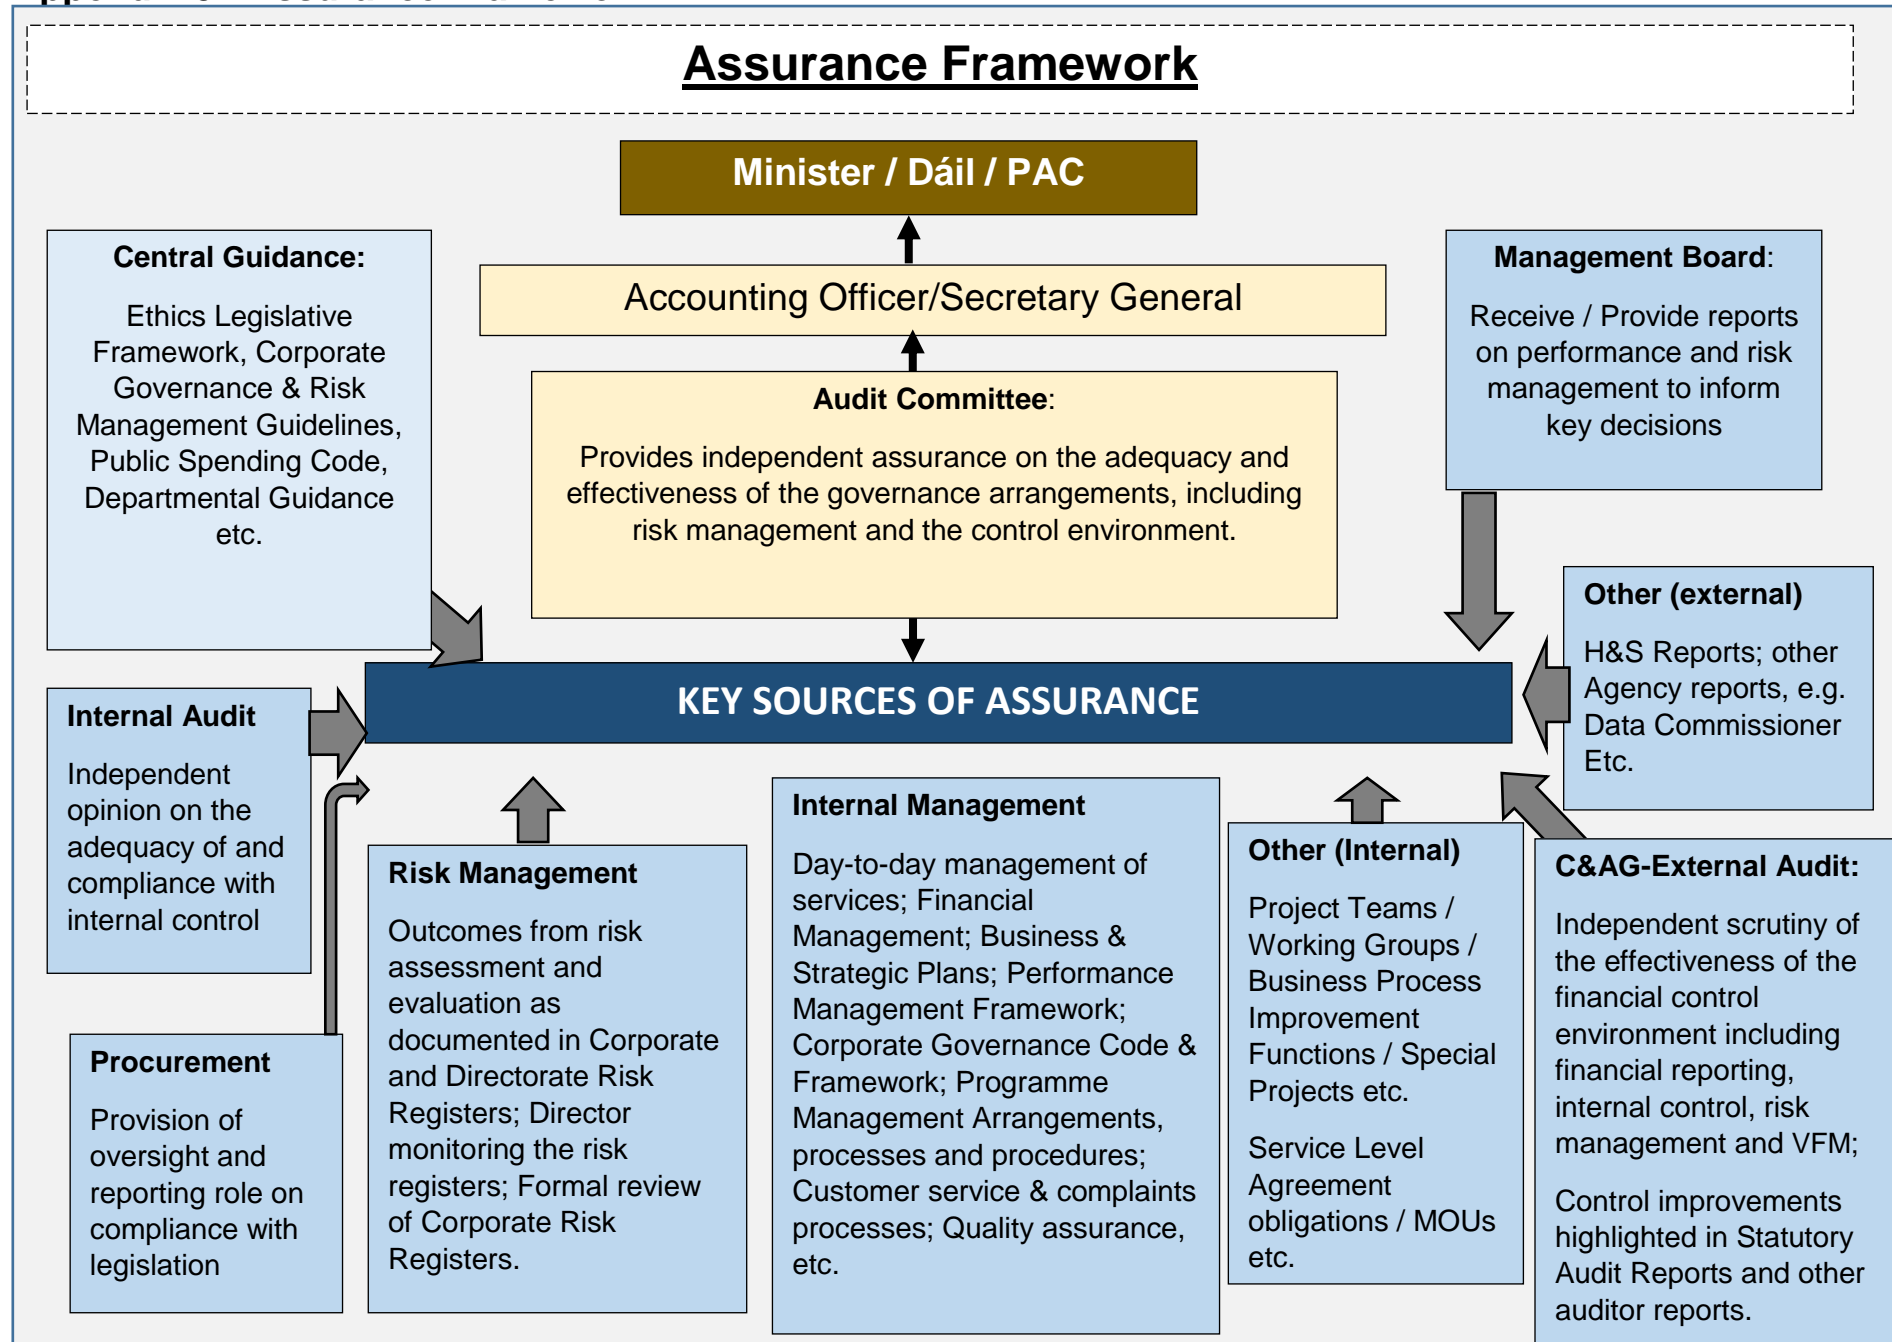 Assurance Framework
Minister / Dáil / PAC
Central Guidance:
Ethics Legislative
Framework, Corporate
Governance & Risk
Management Guidelines,
Public Spending Code,
Departmental Guidance
etc.
Accounting Officer/Secretary General
Management Board:
Receive / Provide reports
on performance and risk
management to inform
key decisions
Audit Committee:
Provides independent assurance on the adequacy and
effectiveness of the governance arrangements, including
risk management and the control environment.
Other (external)
H&S Reports; other
Agency reports, e.g.
Data Commissioner
Etc.
KEY SOURCES OF ASSURANCE
Internal Audit
Independent
opinion on the
adequacy of and
compliance with
internal control
Procurement
Provision of
oversight and
reporting role on
compliance with
legislation
Risk Management
Outcomes from risk
assessment and
evaluation as
documented in Corporate
and Directorate Risk
Registers; Director
monitoring the risk
registers; Formal review
of Corporate Risk
Registers.
Internal Management
Day-to-day management of
services; Financial
Management; Business &
Strategic Plans; Performance
Management Framework;
Corporate Governance Code &
Framework; Programme
Management Arrangements,
processes and procedures;
Customer service & complaints
processes; Quality assurance,
etc.
Other (Internal)
Project Teams /
Working Groups /
Business Process
Improvement
Functions / Special
Projects etc.
Service Level
Agreement
obligations / MOUs
etc.
C&AG-External Audit:
Independent scrutiny of
the effectiveness of the
financial control
environment including
financial reporting,
internal control, risk
management and VFM;
Control improvements
highlighted in Statutory
Audit Reports and other
auditor reports.